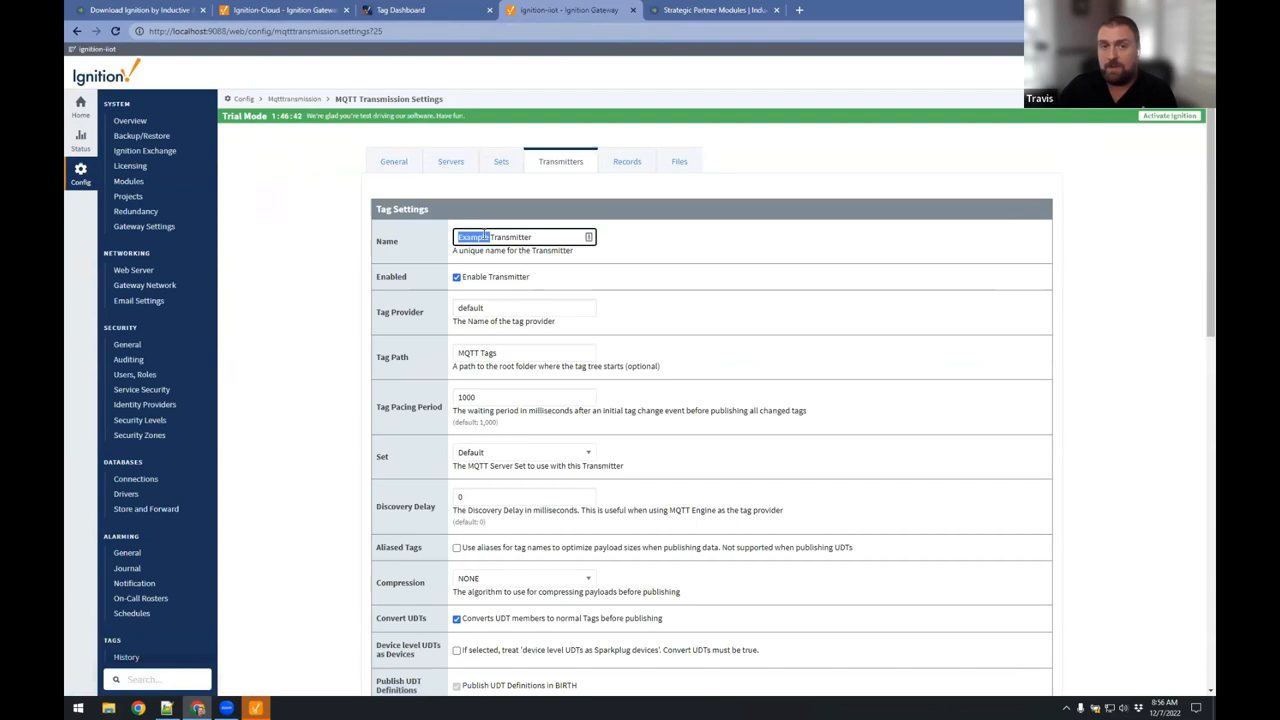 Download Ignition by Inductive
Ignition-Cloud - Ignition Gatew
Tag Dashboard
Ignition-iiot - Ignition Gateway
Strategic Partner Modules | Indu
http://localhost:9088/web/config/mqtttransmission.settings?25
ignition-iiot
Ignition!
Travis
Config > Mqtttransmission > MQTT Transmission Settings
Trial Mode 1:46:42 We're glad you're test driving our software. Have fun.
Activate Ignition
Home
Status
Config
SYSTEM
Overview
Backup/Restore
Ignition Exchange
Licensing
Modules
Projects
Redundancy
Gateway Settings
NETWORKING
Web Server
Gateway Network
Email Settings
SECURITY
General
Auditing
Users, Roles
Service Security
Identity Providers
Security Levels
Security Zones
DATABASES
Connections
Drivers
Store and Forward
ALARMING
General
Journal
Notification
On-Call Rosters
Schedules
TAGS
History
Search...
General
Servers
Sets
Transmitters
Records
Files
Tag Settings
Name
Example Transmitter
A unique name for the Transmitter
Enabled
Enable Transmitter
Tag Provider
default
The Name of the tag provider
Tag Path
MQTT Tags
A path to the root folder where the tag tree starts (optional)
Tag Pacing Period
1000
The waiting period in milliseconds after an initial tag change event before publishing all changed tags
(default: 1,000)
Set
Default
The MQTT Server Set to use with this Transmitter
Discovery Delay
0
The Discovery Delay in milliseconds. This is useful when using MQTT Engine as the tag provider
(default: 0)
Aliased Tags
Use aliases for tag names to optimize payload sizes when publishing data. Not supported when publishing UDTs
Compression
NONE
The algorithm to use for compressing payloads before publishing
Convert UDTs
Converts UDT members to normal Tags before publishing
Device level UDTs
as Devices
If selected, treat 'device level UDTs as Sparkplug devices'. Convert UDTs must be true.
Publish UDT
Definitions
Publish UDT Definitions in BIRTH
8:56 AM
12/7/2022